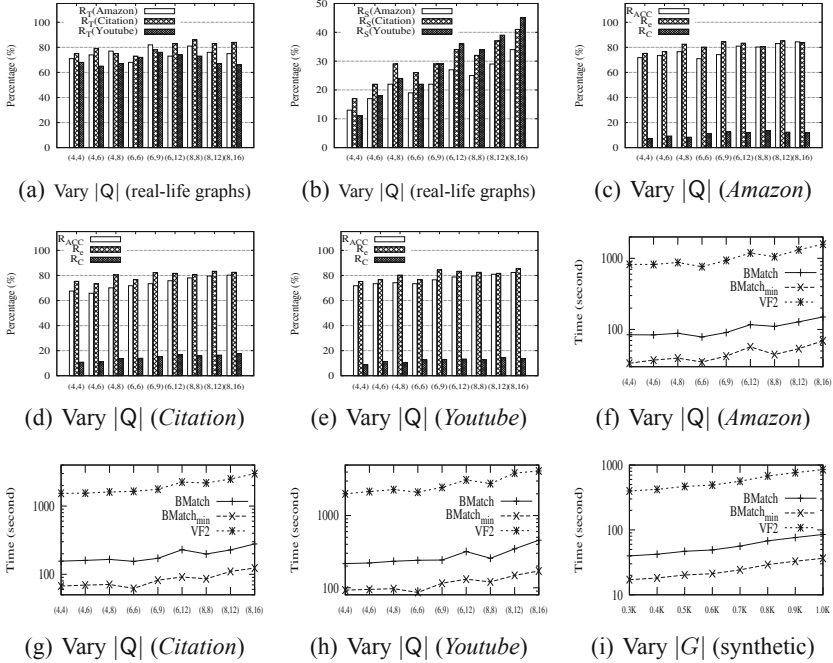 R_T(Amazon)
R_T(Citation)
R_T(Youtube)
Percentage (%)
100
80
60
40
20
0
(4,4) (4,6) (4,8) (6,6) (6,9) (6,12) (8,8) (8,12) (8,16)
(a) Vary |Q| (real-life graphs)
R_S(Amazon)
R_S(Citation)
R_S(Youtube)
Percentage (%)
50
40
30
20
10
0
(4,4) (4,6) (4,8) (6,6) (6,9) (6,12) (8,8) (8,12) (8,16)
(b) Vary |Q| (real-life graphs)
R_ACC
R_e
R_C
Percentage (%)
100
80
60
40
20
0
(4,4) (4,6) (4,8) (6,6) (6,9) (6,12) (8,8) (8,12)(8,16)
(c) Vary |Q| (Amazon)
R_ACC
R_e
R_C
Percentage (%)
100
80
60
40
20
0
(4,4) (4,6) (4,8) (6,6) (6,9) (6,12) (8,8) (8,12) (8,16)
(d) Vary |Q| (Citation)
R_ACC
R_e
R_C
Percentage (%)
100
80
60
40
20
0
(4,4) (4,6) (4,8) (6,6) (6,9) (6,12) (8,8) (8,12) (8,16)
(e) Vary |Q| (Youtube)
Time (second)
1000
100
BMatch
BMatch_min
VF2
(4,4) (4,6) (4,8) (6,6) (6,9) (6,12) (8,8) (8,12) (8,16)
(f) Vary |Q| (Amazon)
Time (second)
1000
100
BMatch
BMatch_min
VF2
(4,4) (4,6) (4,8) (6,6) (6,9) (6,12) (8,8) (8,12) (8,16)
(g) Vary |Q| (Citation)
Time (second)
1000
100
BMatch
BMatch_min
VF2
(4,4) (4,6) (4,8) (6,6) (6,9) (6,12) (8,8) (8,12) (8,16)
(h) Vary |Q| (Youtube)
Time (second)
1000
100
10
BMatch
BMatch_min
VF2
0.3K 0.4K 0.5K 0.6K 0.7K 0.8K 0.9K 1.0K
(i) Vary |G| (synthetic)